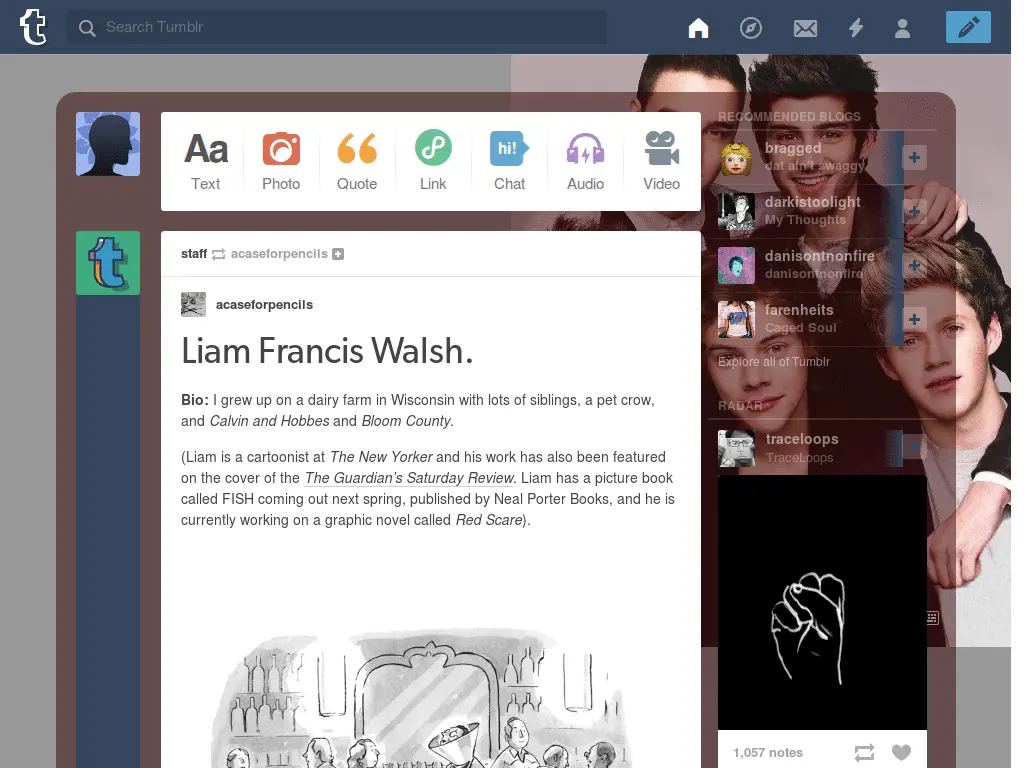 Search Tumblr
Aa
hi!
Text Photo Quote Link Chat Audio Video
staff acaseforpencils
acaseforpencils
Liam Francis Walsh.
Bio: I grew up on a dairy farm in Wisconsin with lots of siblings, a pet crow,
and Calvin and Hobbes and Bloom County.
(Liam is a cartoonist at The New Yorker and his work has also been featured
on the cover of the The Guardian’s Saturday Review. Liam has a picture book
called FISH coming out next spring, published by Neal Porter Books, and he is
currently working on a graphic novel called Red Scare).
RECOMMENDED BLOGS
bragged
dat ain't swaggy.
darkistoolight
My Thoughts
danisontnonfire
danisontnonfire
farenheits
Caged Soul
Explore all of Tumblr
RADAR
traceloops
TraceLoops
1,057 notes